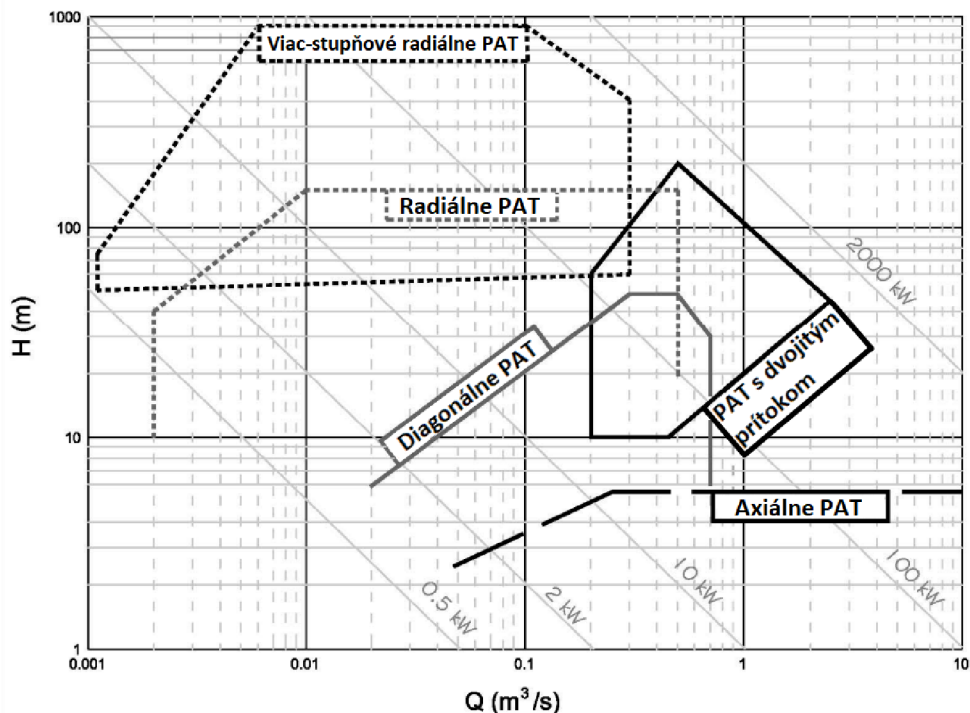 1000
Viac-stupňové radiálne PAT
Radiálne PAT
100
2000 kW
H (m)
Diagonálne PAT
PAT s dvojitým
prítokom
10
Axiálne PAT
0.5 kW
2 kW
10 kW
100 kW
1
0.001
0.01
0.1
1
10
Q (m³/s)